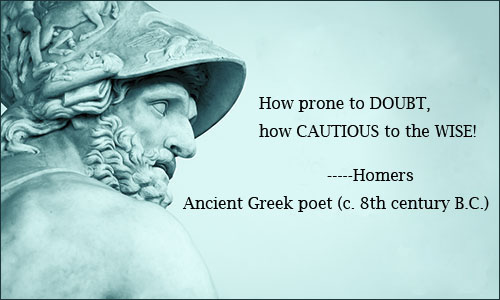 How prone to DOUBT,
how CAUTIOUS to the WISE!
-----Homers
Ancient Greek poet (c. 8th century B.C.)